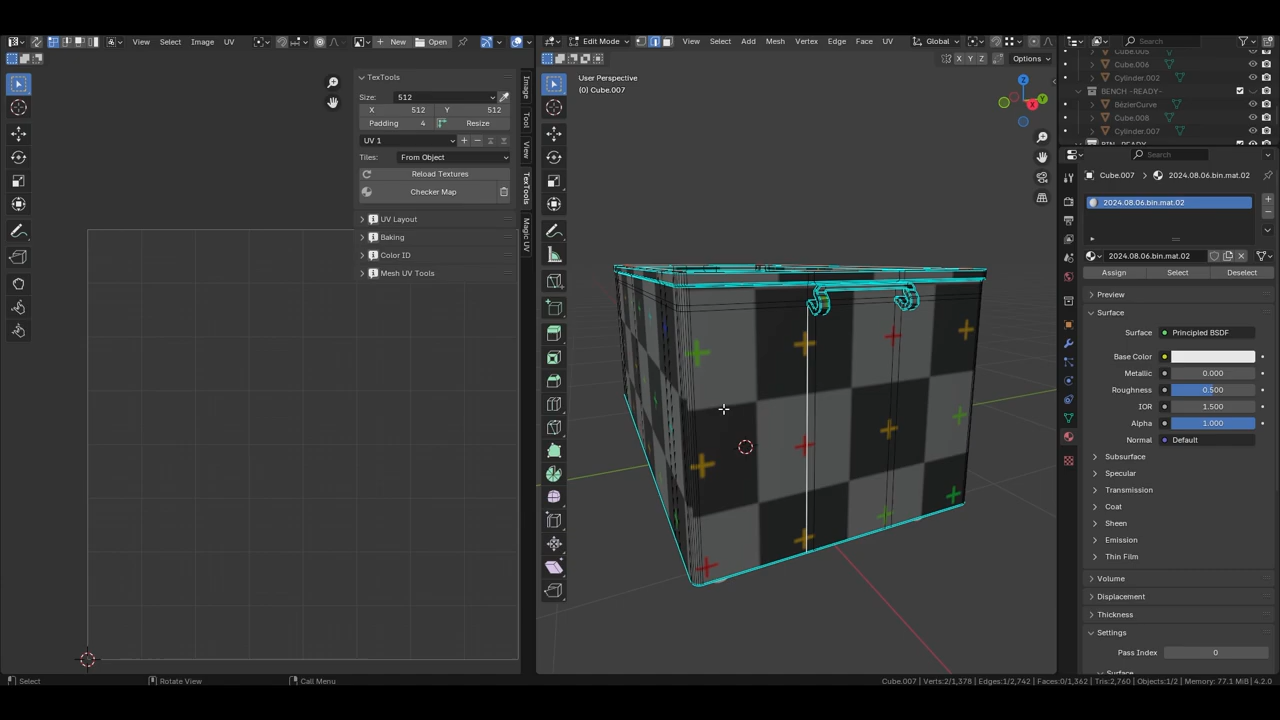 View Select Image UV New Open
Edit Mode View Select Add Mesh Vertex Edge Face UV Global
Search
X Y Z Options
Cube.005
Cube.006
Cylinder.002
BENCH -READY-
BézierCurve
Cube.008
Cylinder.007
TexTools
Size: 512
X 512 Y 512
Padding 4 Resize
UV 1
Tiles: From Object
Reload Textures
Checker Map
UV Layout
Baking
Color ID
Mesh UV Tools
Image
Tool
View
TexTools
Magic UV
User Perspective
(0) Cube.007
Z
Y
X
Search
Cube.007 2024.08.06.bin.mat.02
2024.08.06.bin.mat.02
2024.08.06.bin.mat.02
Assign Select Deselect
Preview
Surface
Surface Principled BSDF
Base Color
Metallic 0.000
Roughness 0.500
IOR 1.500
Alpha 1.000
Normal Default
Subsurface
Specular
Transmission
Coat
Sheen
Emission
Thin Film
Volume
Displacement
Thickness
Settings
Pass Index 0
Select Rotate View Call Menu
Cube.007 | Verts:2/1,378 | Edges:1/2,742 | Faces:0/1,362 | Tris:2,760 | Objects:1/2 | Memory: 77.1 MiB | 4.2.0